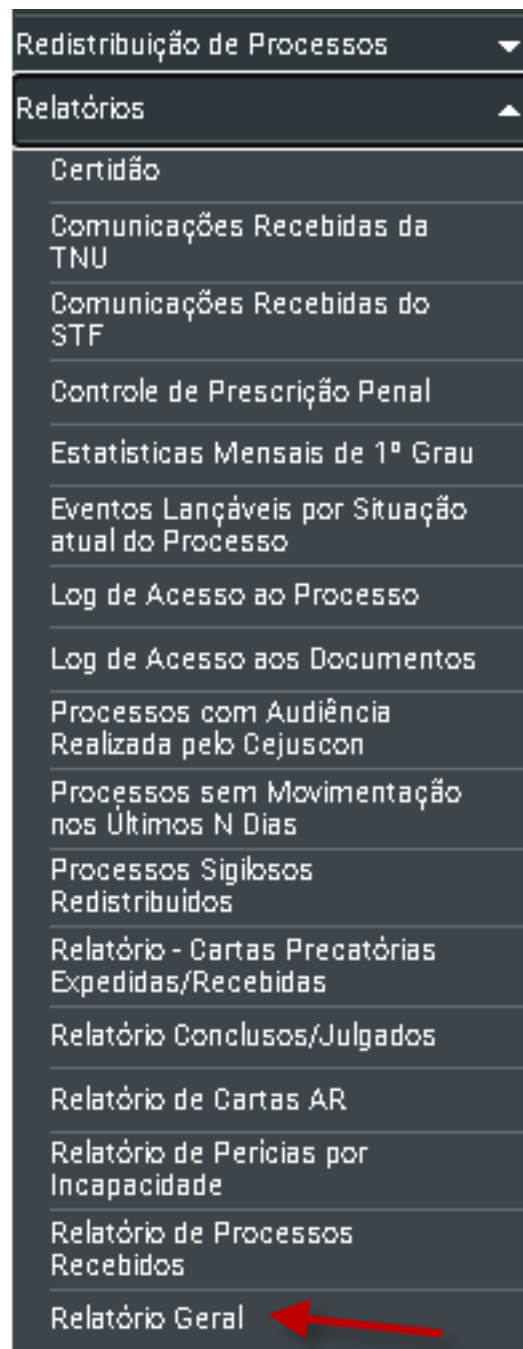 Redistribuição de Processos
Relatórios
Certidão
Comunicações Recebidas da
TNU
Comunicações Recebidas do
STF
Controle de Prescrição Penal
Estatísticas Mensais de 1º Grau
Eventos Lançáveis por Situação
atual do Processo
Log de Acesso ao Processo
Log de Acesso aos Documentos
Processos com Audiência
Realizada pelo Cejuscon
Processos sem Movimentação
nos Últimos N Dias
Processos Sigilosos
Redistribuídos
Relatório - Cartas Precatórias
Expedidas/Recebidas
Relatório Conclusos/Julgados
Relatório de Cartas AR
Relatório de Perícias por
Incapacidade
Relatório de Processos
Recebidos
Relatório Geral